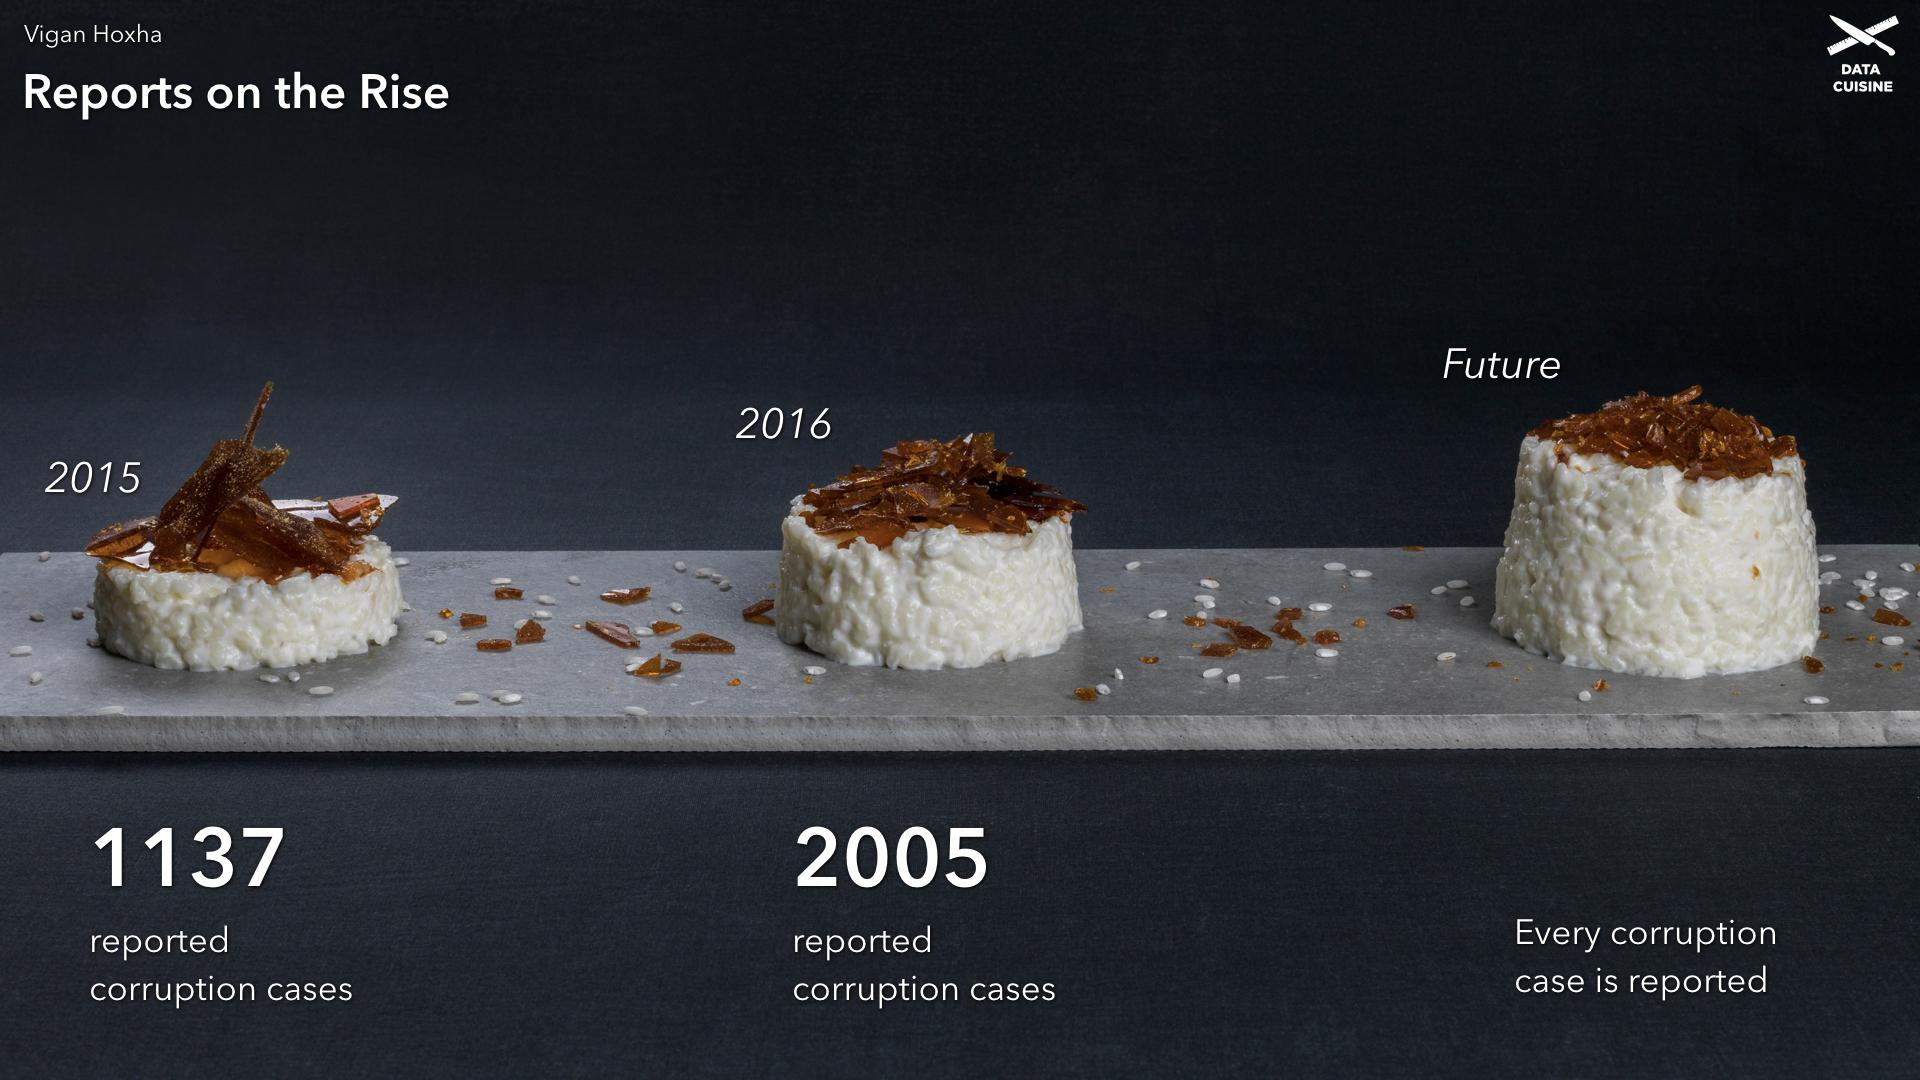 Vigan Hoxha
Reports on the Rise
DATA
CUISINE
2015
2016
Future
1137
reported
corruption cases
2005
reported
corruption cases
Every corruption
case is reported